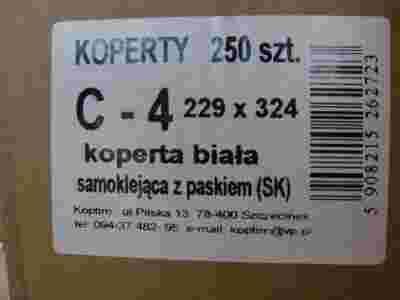 KOPERTY 250 szt.
C - 4 229 x 324
koperta biała
samoklejąca z paskiem (SK)
ul Pilska 13, 78-400 Szczecinek
tel 094-37 482- e-mail
5 908215 262723